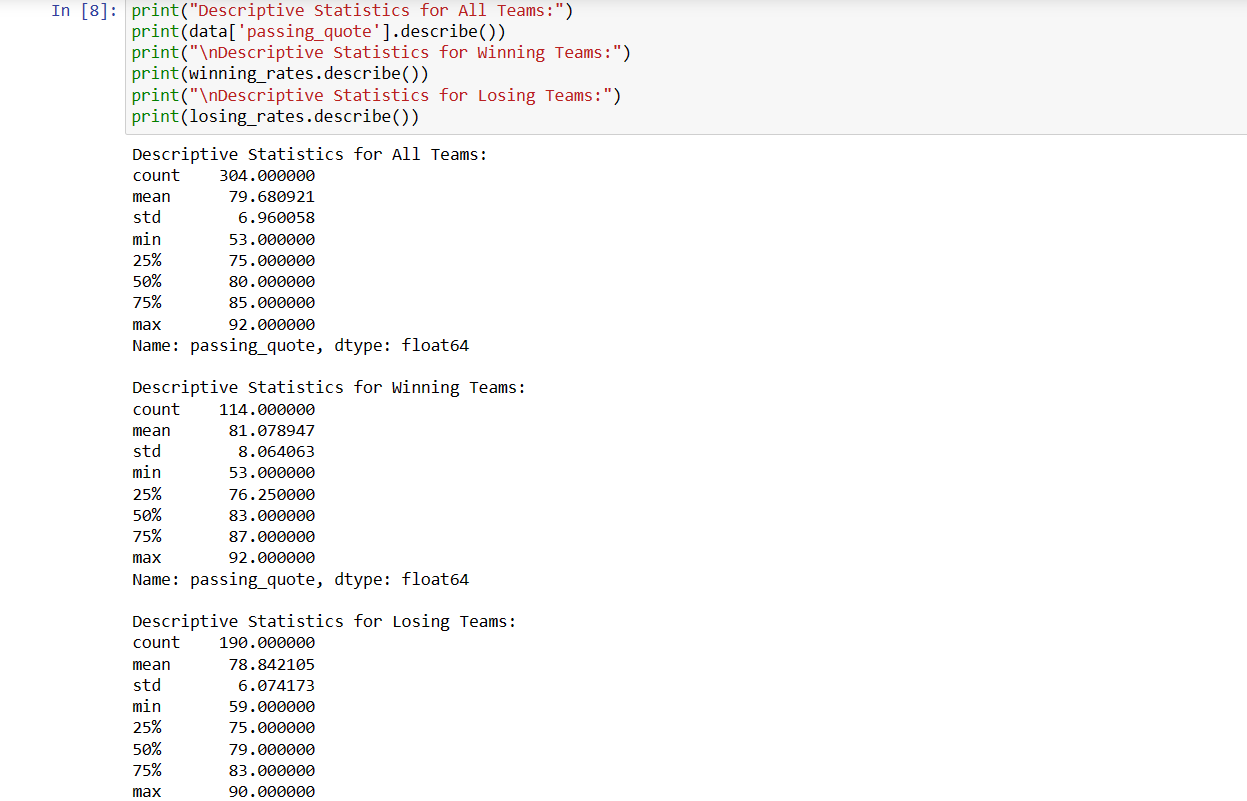 In [8]: print("Descriptive Statistics for All Teams:")
print(data['passing_quote'].describe())
print("\nDescriptive Statistics for Winning Teams:")
print(winning_rates.describe())
print("\nDescriptive Statistics for Losing Teams:")
print(losing_rates.describe())
Descriptive Statistics for All Teams:
count    304.000000
mean      79.680921
std        6.960058
min       53.000000
25%       75.000000
50%       80.000000
75%       85.000000
max       92.000000
Name: passing_quote, dtype: float64
Descriptive Statistics for Winning Teams:
count    114.000000
mean      81.078947
std        8.064063
min       53.000000
25%       76.250000
50%       83.000000
75%       87.000000
max       92.000000
Name: passing_quote, dtype: float64
Descriptive Statistics for Losing Teams:
count    190.000000
mean      78.842105
std        6.074173
min       59.000000
25%       75.000000
50%       79.000000
75%       83.000000
max       90.000000